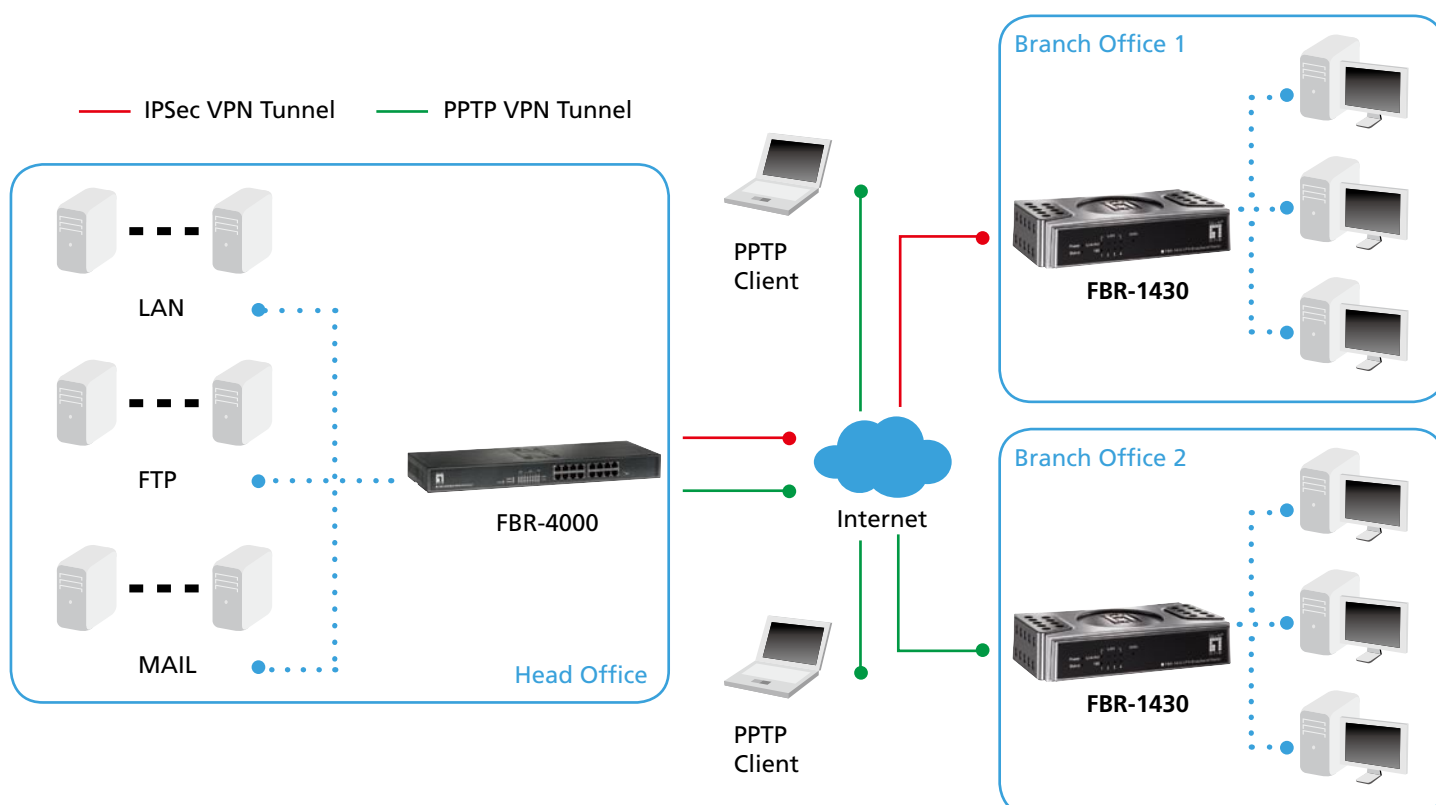 Branch Office 1
IPSec VPN Tunnel
PPTP VPN Tunnel
PPTP
Client
FBR-1430
LAN
FTP
FBR-4000
MAIL
Head Office
Internet
Branch Office 2
FBR-1430
PPTP
Client